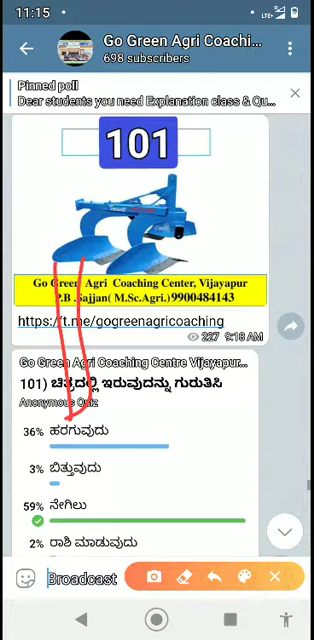 11:15
LTE
Go Green Agri Coachi...
698 subscribers
Pinned poll
Dear students you need Explanation class & Qu...
101
Go Green Agri Coaching Center, Vijayapur
P.B .Sajjan( M.Sc.Agri.)9900484143
https://t.me/gogreenagricoaching
227 9:18 AM
Go Green Agri Coaching Centre Vijayapur...
101) ಚಿತ್ರದಲ್ಲಿ ಇರುವುದನ್ನು ಗುರುತಿಸಿ
Anonymous Quiz
36% ಹರಗುವುದು
3% ಬಿತ್ತುವುದು
59% ನೇಗಿಲು
2% ರಾಶಿ ಮಾಡುವುದು
Broadcast